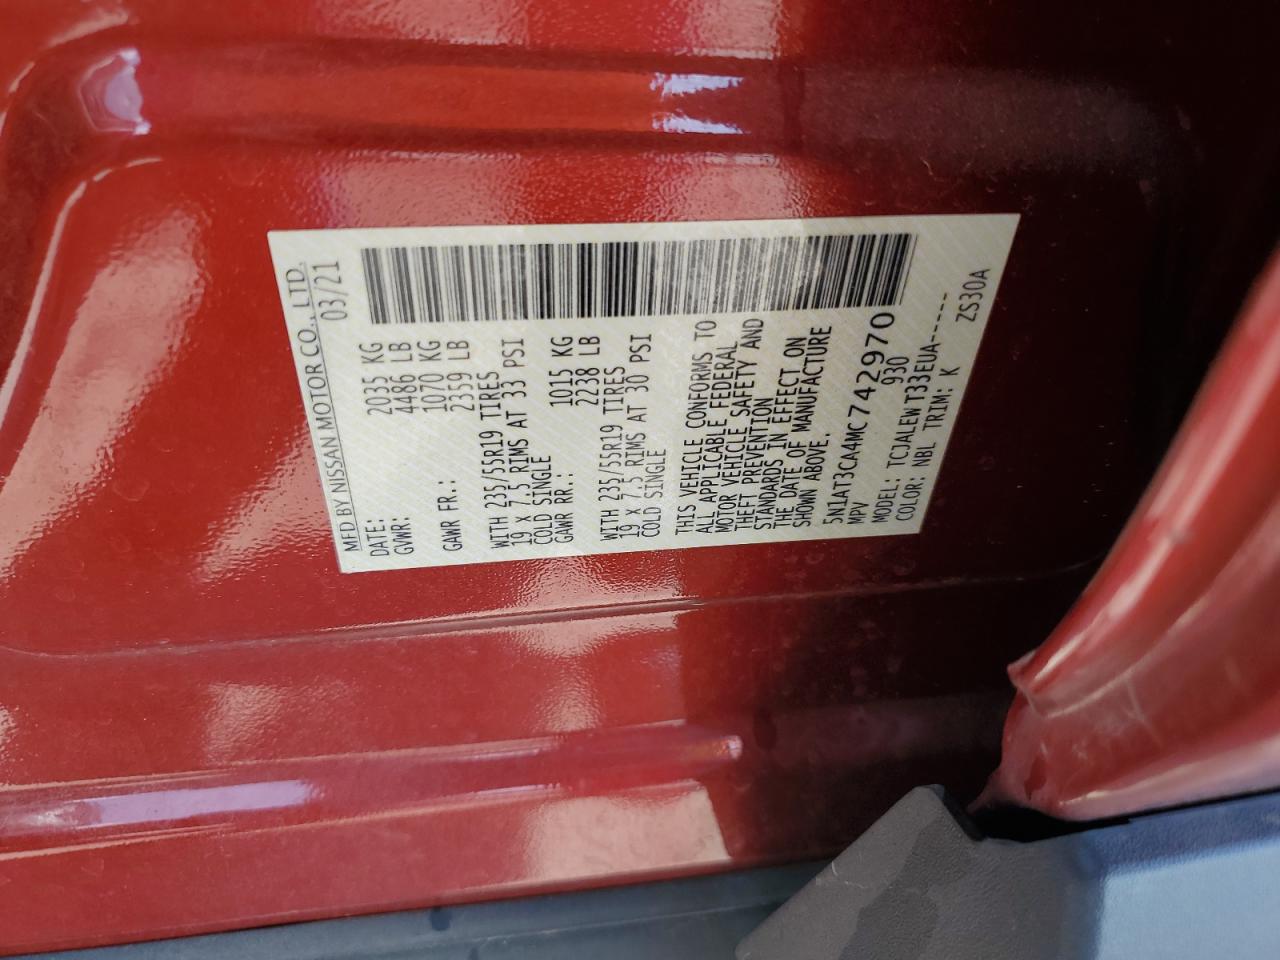 MFD BY NISSAN MOTOR CO., LTD.
DATE: 03/21
GVWR: 2035 KG
4486 LB
GAWR FR.: 1070 KG
2359 LB
WITH 235/55R19 TIRES
19 X 7.5 RIMS AT 33 PSI
COLD SINGLE
GAWR RR.: 1015 KG
2238 LB
WITH 235/55R19 TIRES
19 X 7.5 RIMS AT 30 PSI
COLD SINGLE
THIS VEHICLE CONFORMS TO
ALL APPLICABLE FEDERAL
MOTOR VEHICLE SAFETY AND
THEFT PREVENTION
STANDARDS IN EFFECT ON
THE DATE OF MANUFACTURE
SHOWN ABOVE.
5N1AT3CA4MC742970
MPV 930
MODEL: TCJALEW T33EUA-----
COLOR: NBL TRIM: K ZS30A